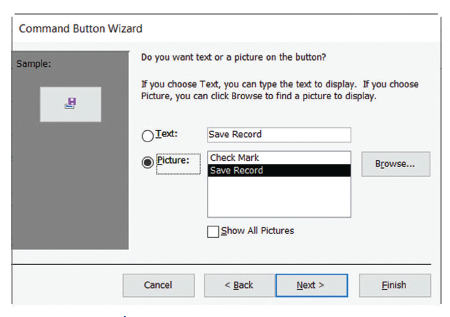 Command Button Wizard
Sample:
Do you want text or a picture on the button?
If you choose Text, you can type the text to display. If you choose
Picture, you can click Browse to find a picture to display.
Text:
Save Record
Picture:
Check Mark
Save Record
Browse...
Show All Pictures
Cancel
< Back
Next >
Finish